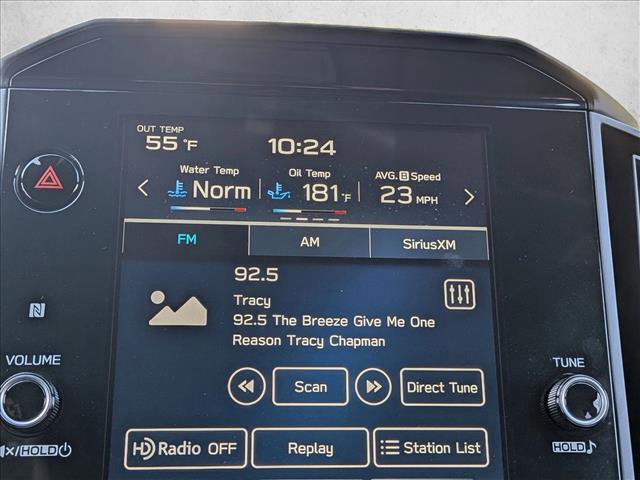 OUT TEMP
55 °F
10:24
Water Temp
Norm
Oil Temp
181 °F
AVG. B Speed
23 MPH
FM
AM
SiriusXM
92.5
Tracy
92.5 The Breeze Give Me One
Reason Tracy Chapman
Scan
Direct Tune
HD Radio OFF
Replay
Station List
VOLUME
/HOLD
TUNE
HOLD